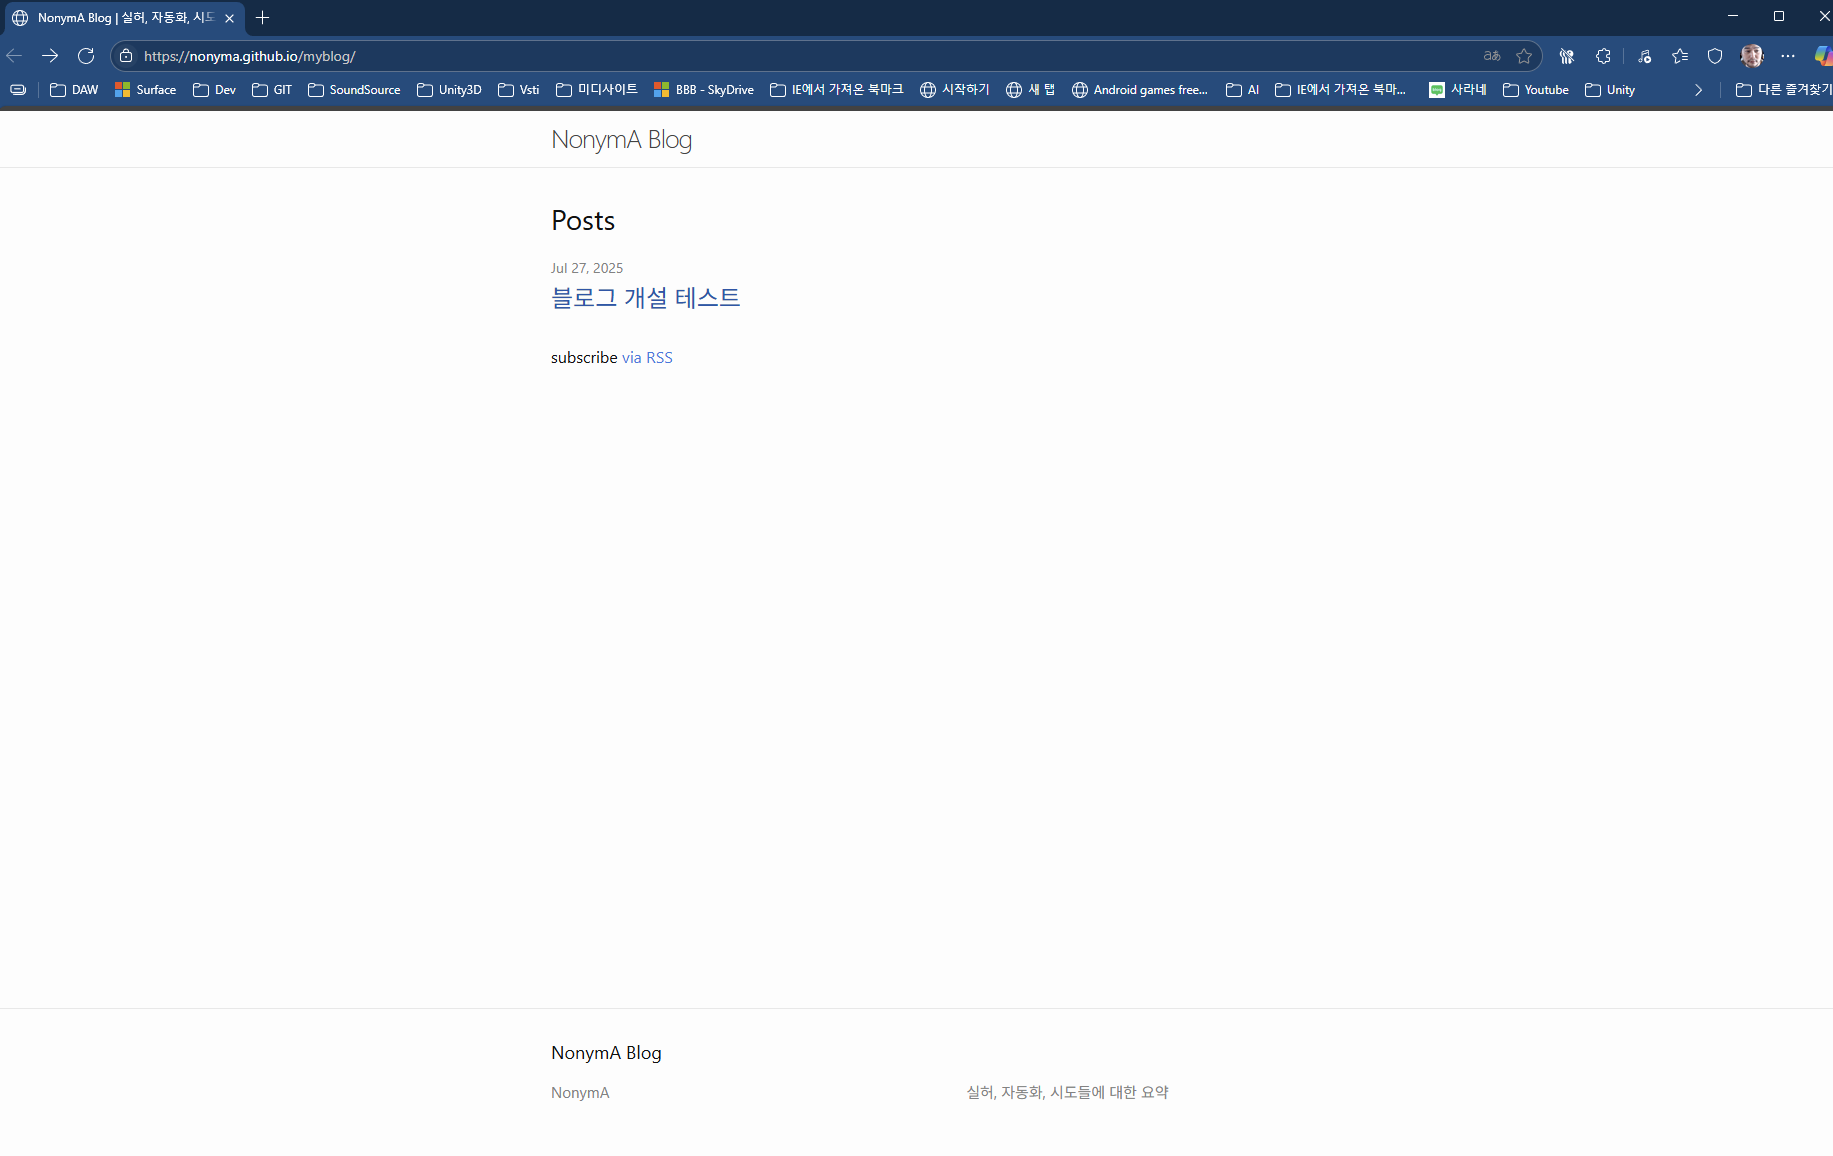 NonymA Blog | 실허, 자동화, 시도
https://nonyma.github.io/myblog/
DAW Surface Dev GIT SoundSource Unity3D Vsti 미디사이트 BBB - SkyDrive IE에서 가져온 북마크 시작하기 새 탭 Android games free... AI IE에서 가져온 북마... 사라네 Youtube Unity 다른 즐겨찾기
NonymA Blog
Posts
Jul 27, 2025
블로그 개설 테스트
subscribe via RSS
NonymA Blog
NonymA
실허, 자동화, 시도들에 대한 요약